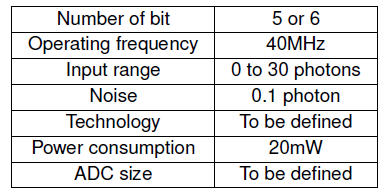 Number of bit 5 or 6
Operating frequency 40MHz
Input range 0 to 30 photons
Noise 0.1 photon
Technology To be defined
Power consumption 20mW
ADC size To be defined